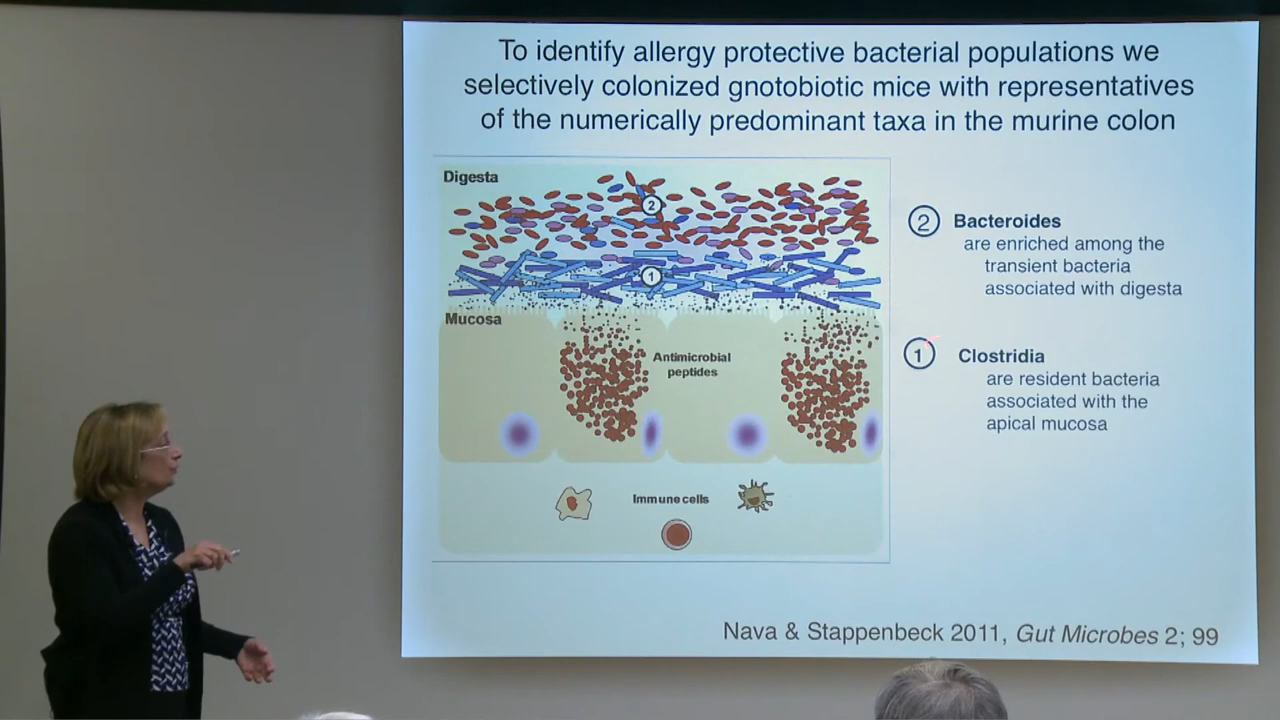 To identify allergy protective bacterial populations we
selectively colonized gnotobiotic mice with representatives
of the numerically predominant taxa in the murine colon
Digesta
2
1
Mucosa
Antimicrobial
peptides
Immune cells
2 Bacteroides
are enriched among the
transient bacteria
associated with digesta
1 Clostridia
are resident bacteria
associated with the
apical mucosa
Nava & Stappenbeck 2011, Gut Microbes 2; 99